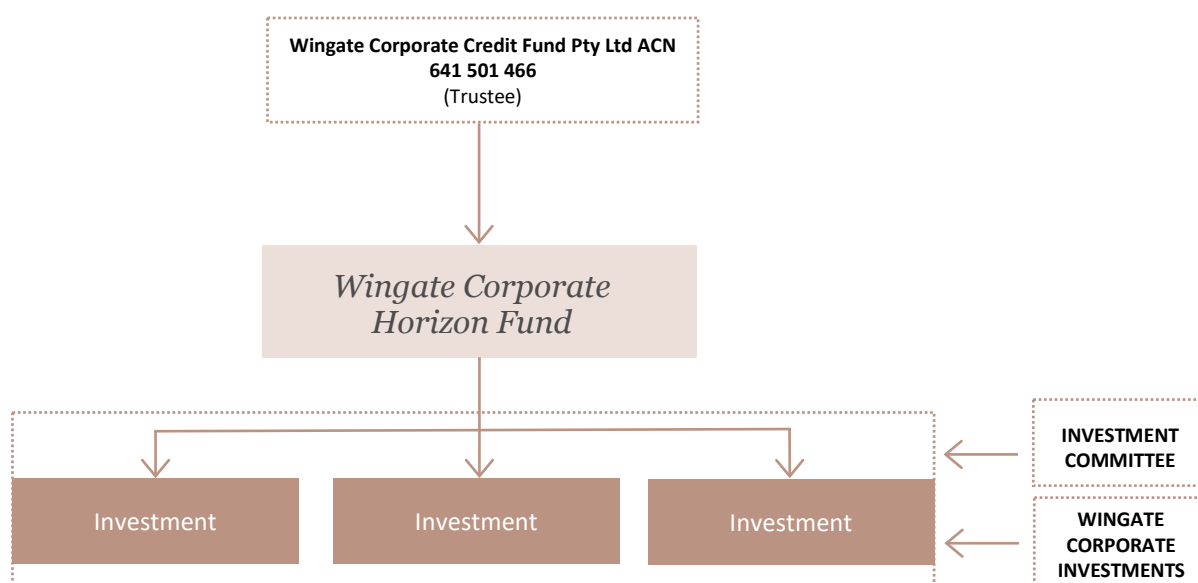 Wingate Corporate Credit Fund Pty Ltd ACN
641 501 466
(Trustee)
Wingate Corporate
Horizon Fund
INVESTMENT
COMMITTEE
Investment
Investment
Investment
WINGATE
CORPORATE
INVESTMENTS